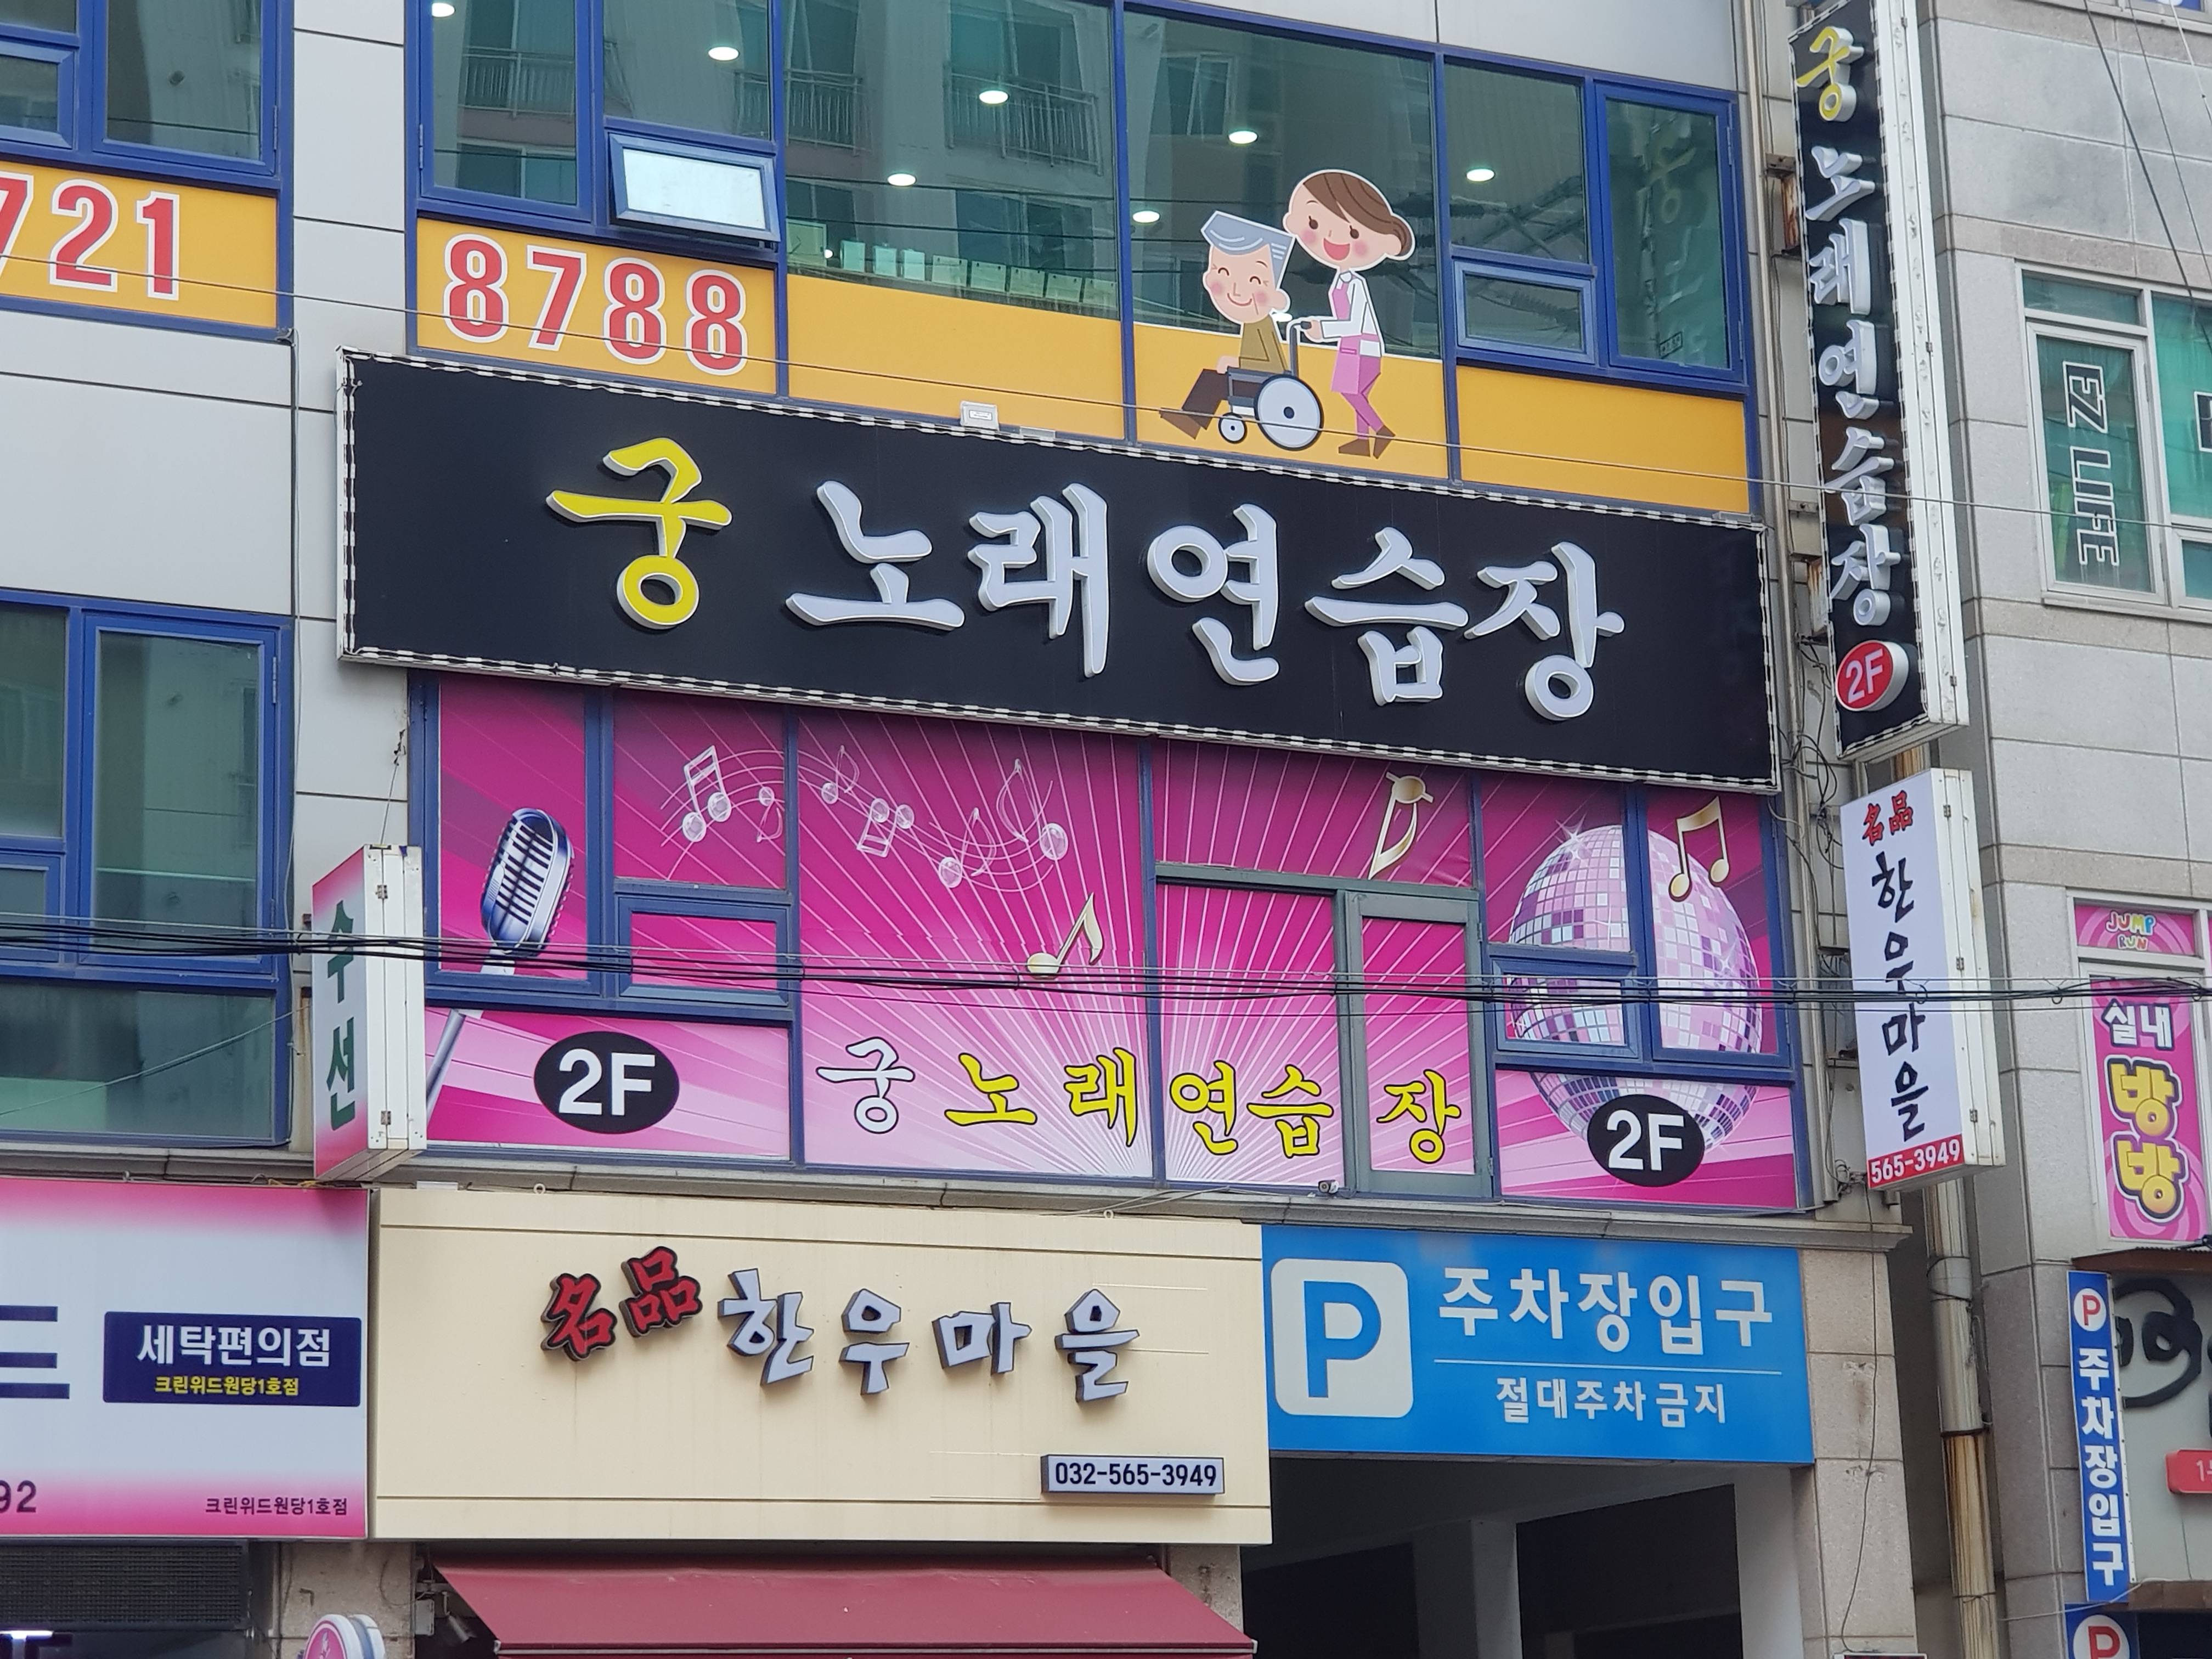 721
8788
궁 노래연습장
궁 노래연습장
2F
EZ LIFE
수선
2F
궁 노래연습장
2F
名品
한우마을
565-3949
JUMP
RUN
실내
방방
세탁편의점
크린위드원당1호점
92
크린위드원당1호점
名品 한우마을
032-565-3949
P
주차장입구
절대주차금지
P
주차장입구
P